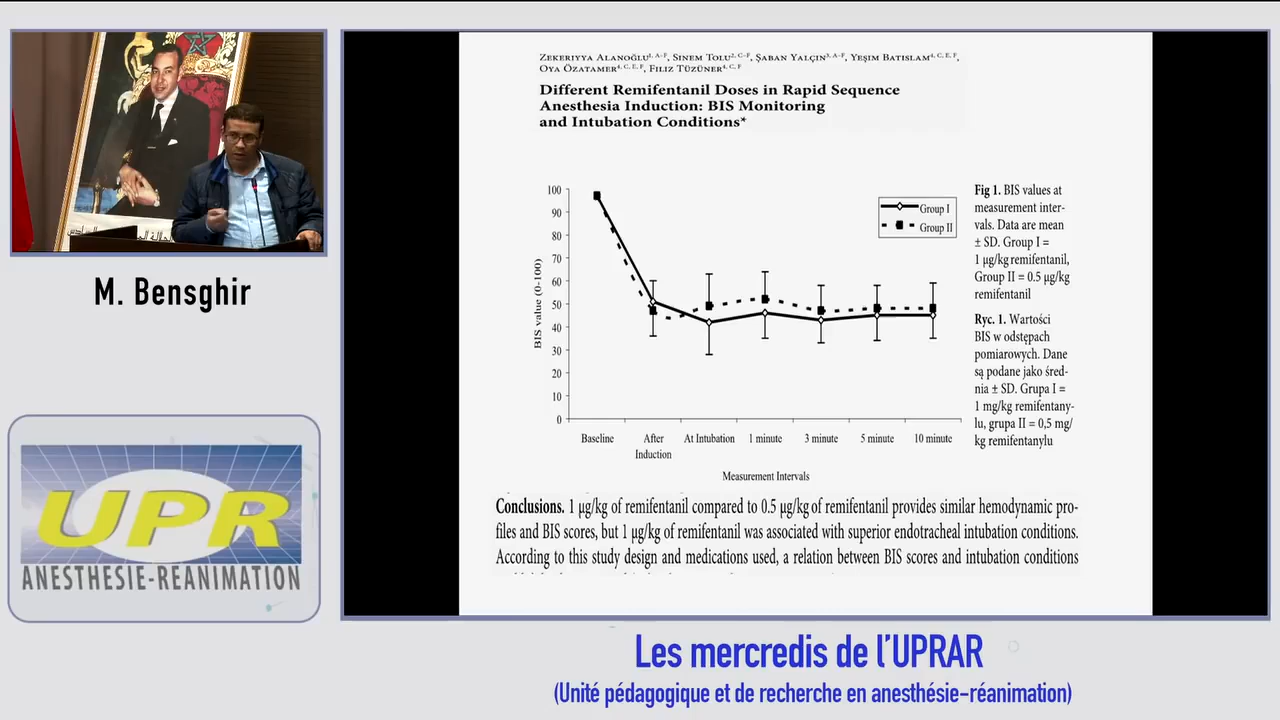 Zekeriyya Alanoğlu1, A–F, Sinem Tolu2, C–F, Şaban Yalçın3, A–F, Yeşim Batislam4, C, E, F,
Oya Özatamer4, C, E, F, Filiz Tüzüner4, C, F
Different Remifentanil Doses in Rapid Sequence
Anesthesia Induction: BIS Monitoring
and Intubation Conditions*
BIS value (0-100)
100
90
80
70
60
50
40
30
20
10
0
Group I
Group II
Baseline
After
Induction
At Intubation
1 minute
3 minute
5 minute
10 minute
Measurement Intervals
Fig 1. BIS values at
measurement inter-
vals. Data are mean
± SD. Group I =
1 μg/kg remifentanil,
Group II = 0.5 μg/kg
remifentanil
Ryc. 1. Wartości
BIS w odstępach
pomiarowych. Dane
są podane jako śred-
nia ± SD. Grupa I =
1 mg/kg remifentany-
lu, grupa II = 0,5 mg/
kg remifentanylu
Conclusions. 1 μg/kg of remifentanil compared to 0.5 μg/kg of remifentanil provides similar hemodynamic pro-
files and BIS scores, but 1 μg/kg of remifentanil was associated with superior endotracheal intubation conditions.
According to this study design and medications used, a relation between BIS scores and intubation conditions
M. Bensghir
UPR
ANESTHESIE-REANIMATION
Les mercredis de l'UPRAR
(Unité pédagogique et de recherche en anesthésie-réanimation)